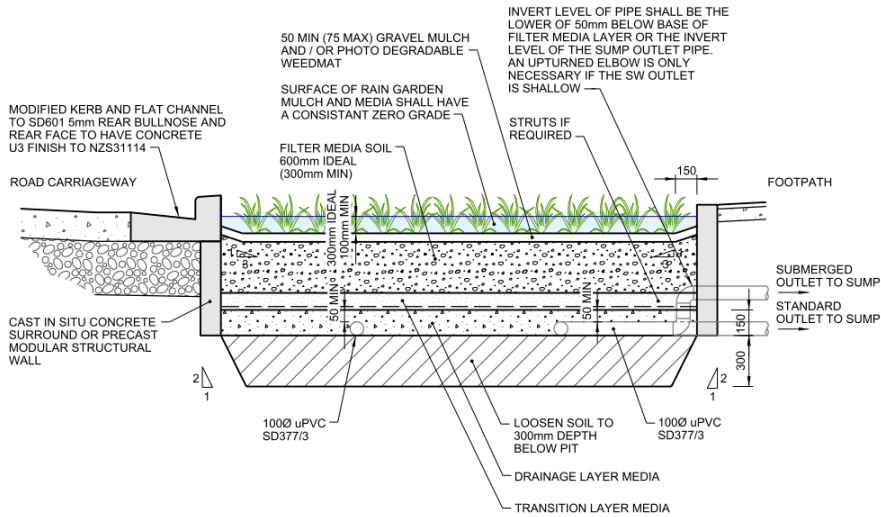 INVERT LEVEL OF PIPE SHALL BE THE
LOWER OF 50mm BELOW BASE OF
FILTER MEDIA LAYER OR THE INVERT
LEVEL OF THE SUMP OUTLET PIPE.
AN UPTURNED ELBOW IS ONLY
NECESSARY IF THE SW OUTLET
IS SHALLOW
50 MIN (75 MAX) GRAVEL MULCH
AND / OR PHOTO DEGRADABLE
WEEDMAT
SURFACE OF RAIN GARDEN
MULCH AND MEDIA SHALL HAVE
A CONSISTANT ZERO GRADE
MODIFIED KERB AND FLAT CHANNEL
TO SD601 5mm REAR BULLNOSE AND
REAR FACE TO HAVE CONCRETE
U3 FINISH TO NZS31114
STRUTS IF
REQUIRED
FILTER MEDIA SOIL
600mm IDEAL
(300mm MIN)
150
ROAD CARRIAGEWAY
FOOTPATH
300mm IDEAL
100mm MIN
1
3
1
3
50 MIN
50 MIN
SUBMERGED
OUTLET TO SUMP
STANDARD
OUTLET TO SUMP
150
300
CAST IN SITU CONCRETE
SURROUND OR PRECAST
MODULAR STRUCTURAL
WALL
2
1
2
1
100Ø uPVC
SD377/3
LOOSEN SOIL TO
300mm DEPTH
BELOW PIT
100Ø uPVC
SD377/3
DRAINAGE LAYER MEDIA
TRANSITION LAYER MEDIA